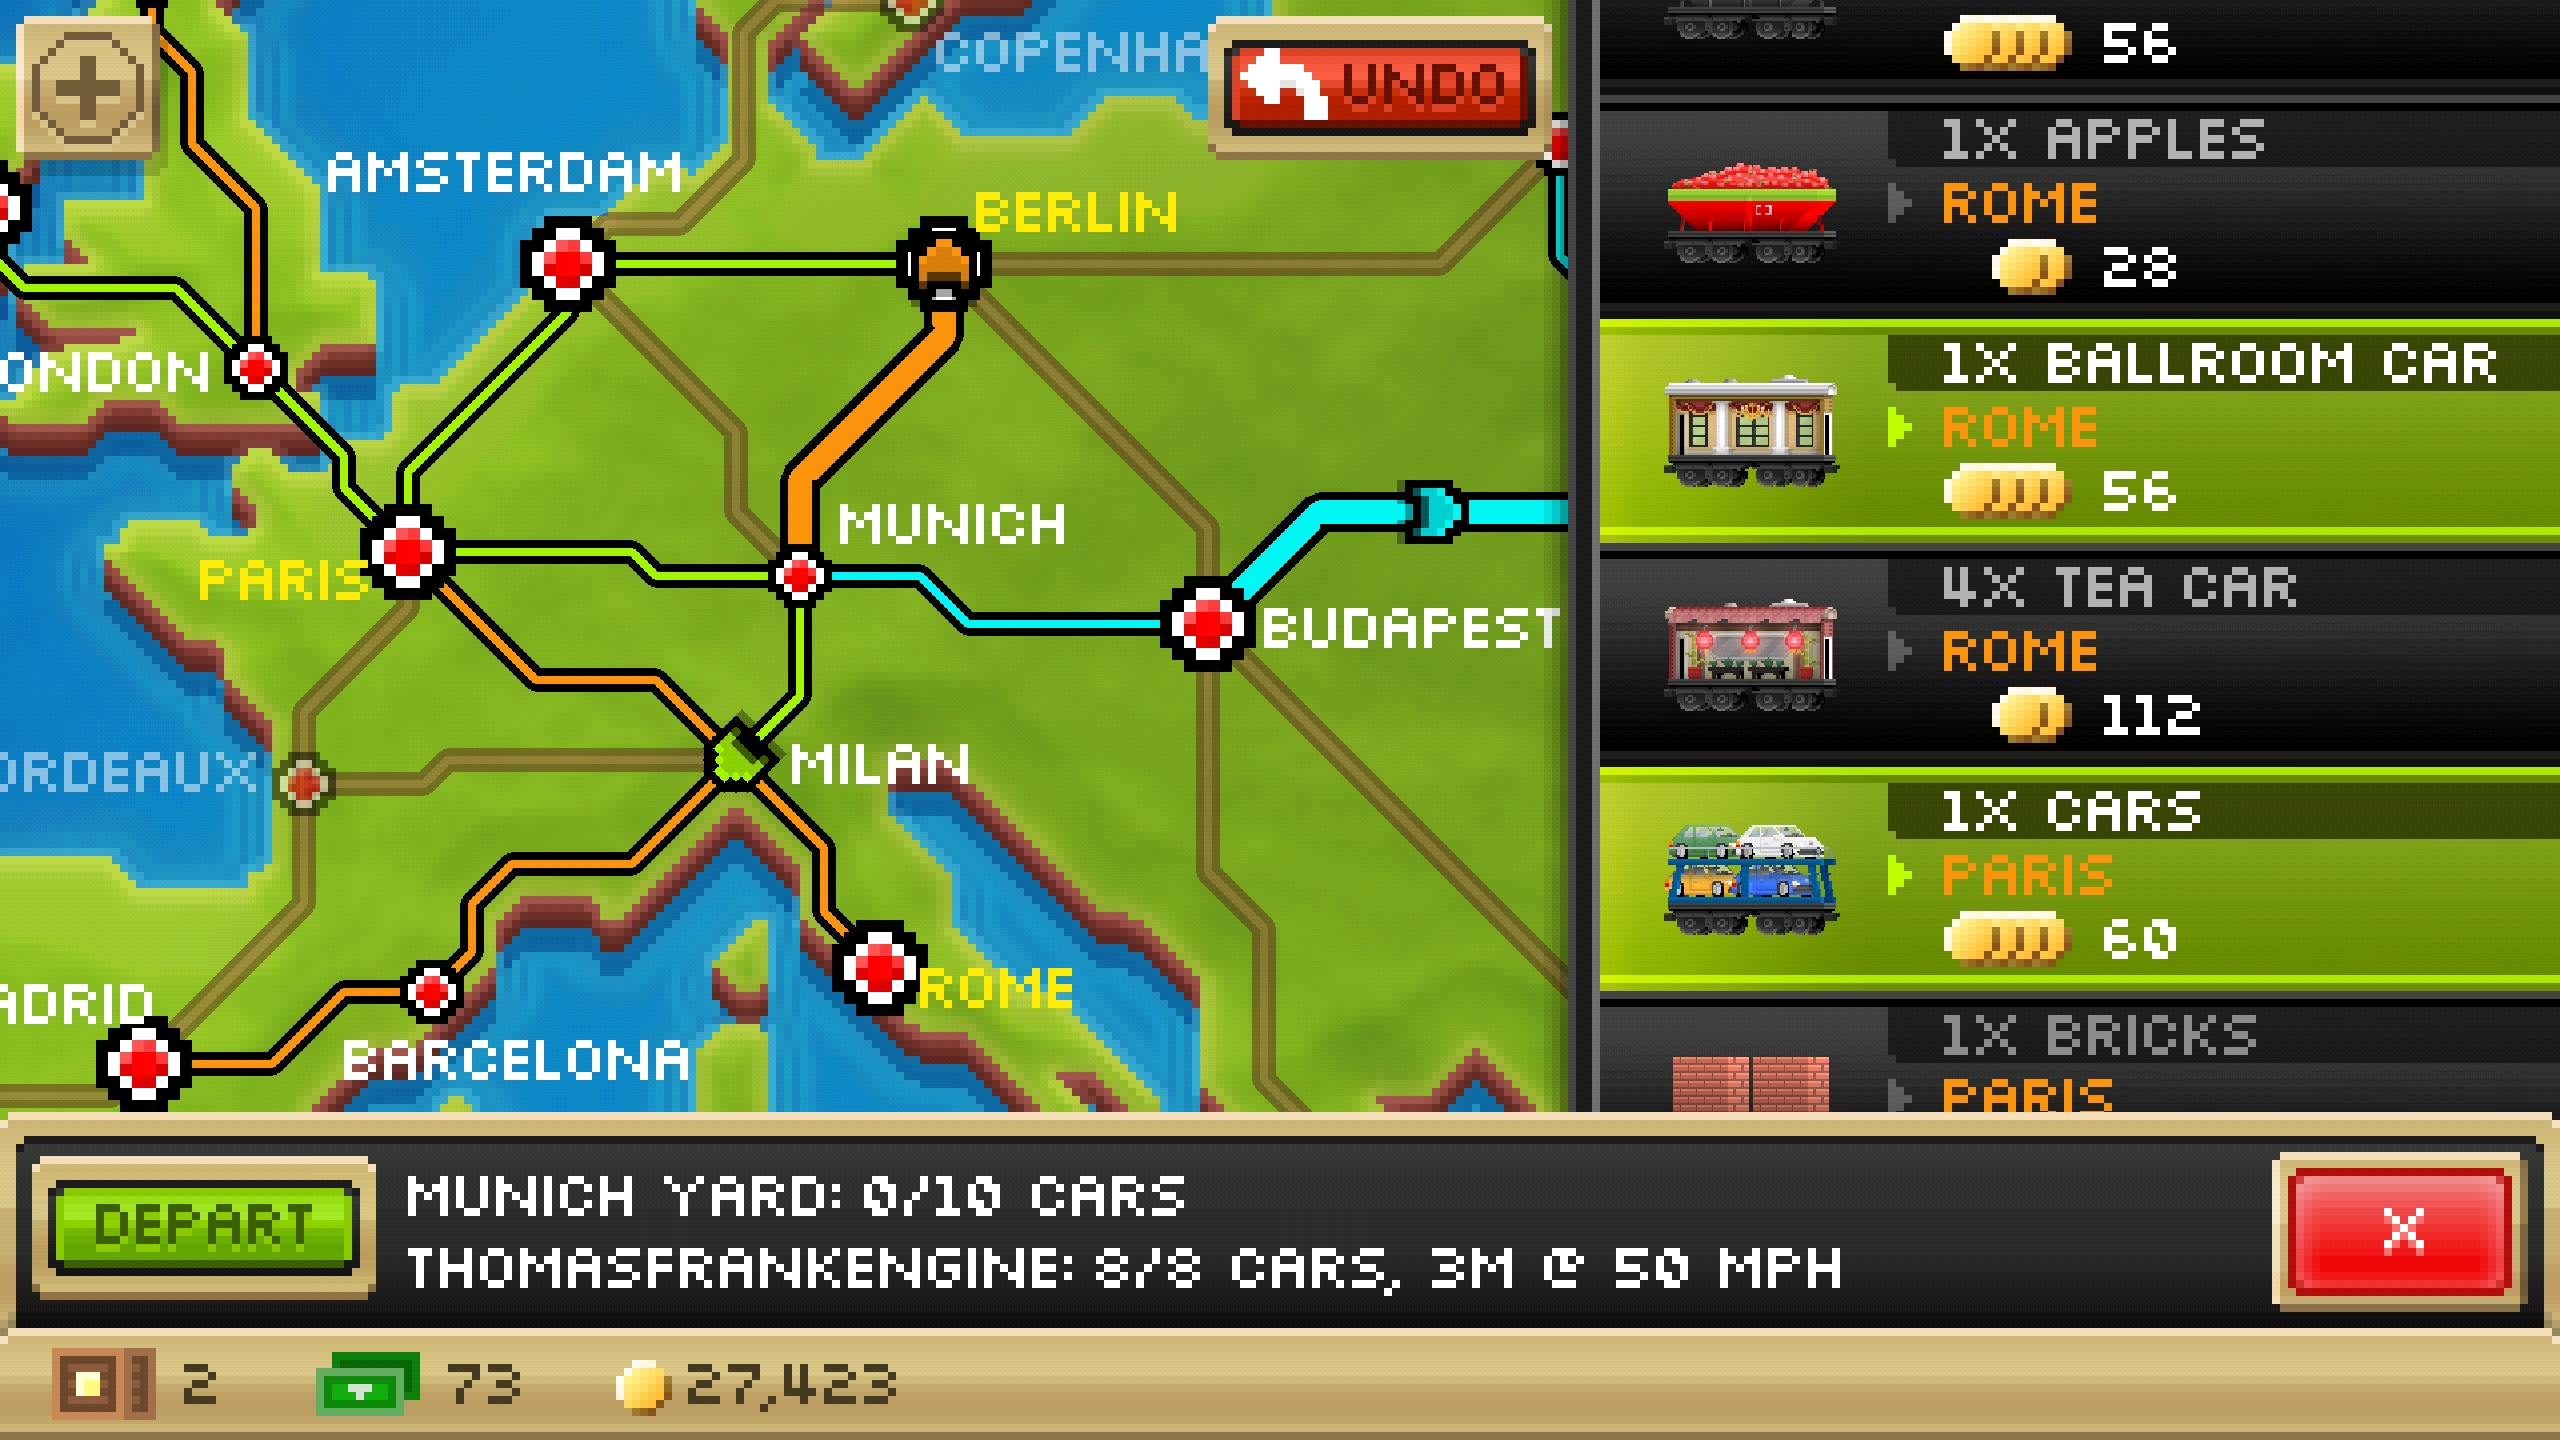 COPENHA
UNDO
AMSTERDAM
BERLIN
ONDON
MUNICH
PARIS
BUDAPEST
ORDEAUX
MILAN
ADRID
ROME
BARCELONA
56
1X APPLES
ROME
28
1X BALLROOM CAR
ROME
56
4X TEA CAR
ROME
112
1X CARS
PARIS
60
1X BRICKS
PARIS
DEPART
MUNICH YARD: 0/10 CARS
THOMASFRANKENGINE: 8/8 CARS, 3M @ 50 MPH
X
2 73 27,423